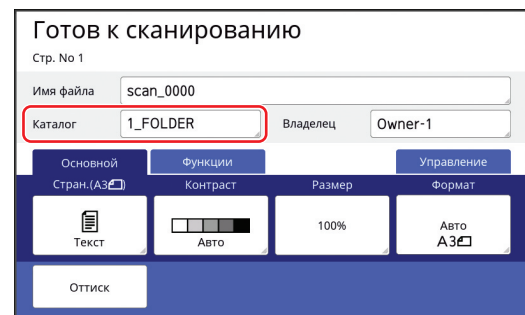 Готов к сканированию
Стр. No 1
Имя файла scan_0000
Каталог 1_FOLDER Владелец Owner-1
Основной Функции Управление
Стран.(A3) Контраст Размер Формат
100% Авто
Текст Авто A3
Оттиск